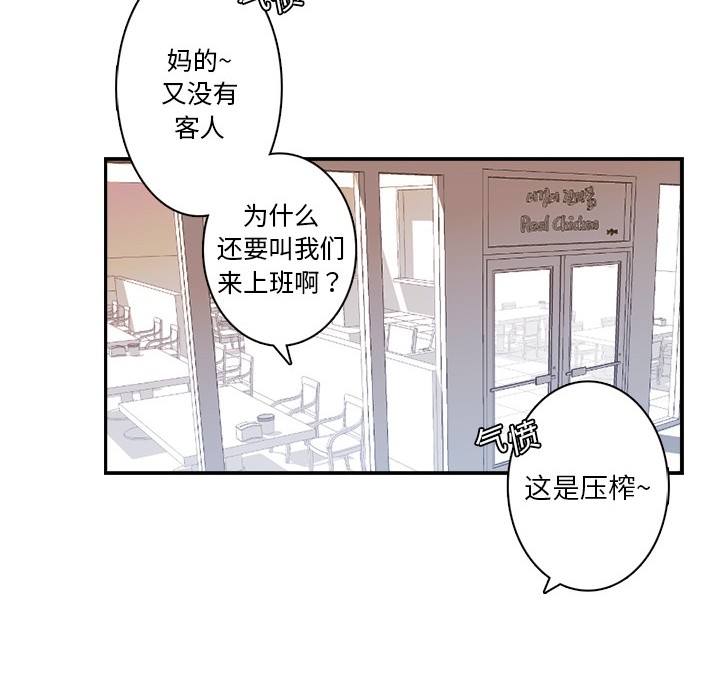 气愤
妈的~
又没有
客人
为什么
还要叫我们
来上班啊？
Real Chicken
气愤
这是压榨~